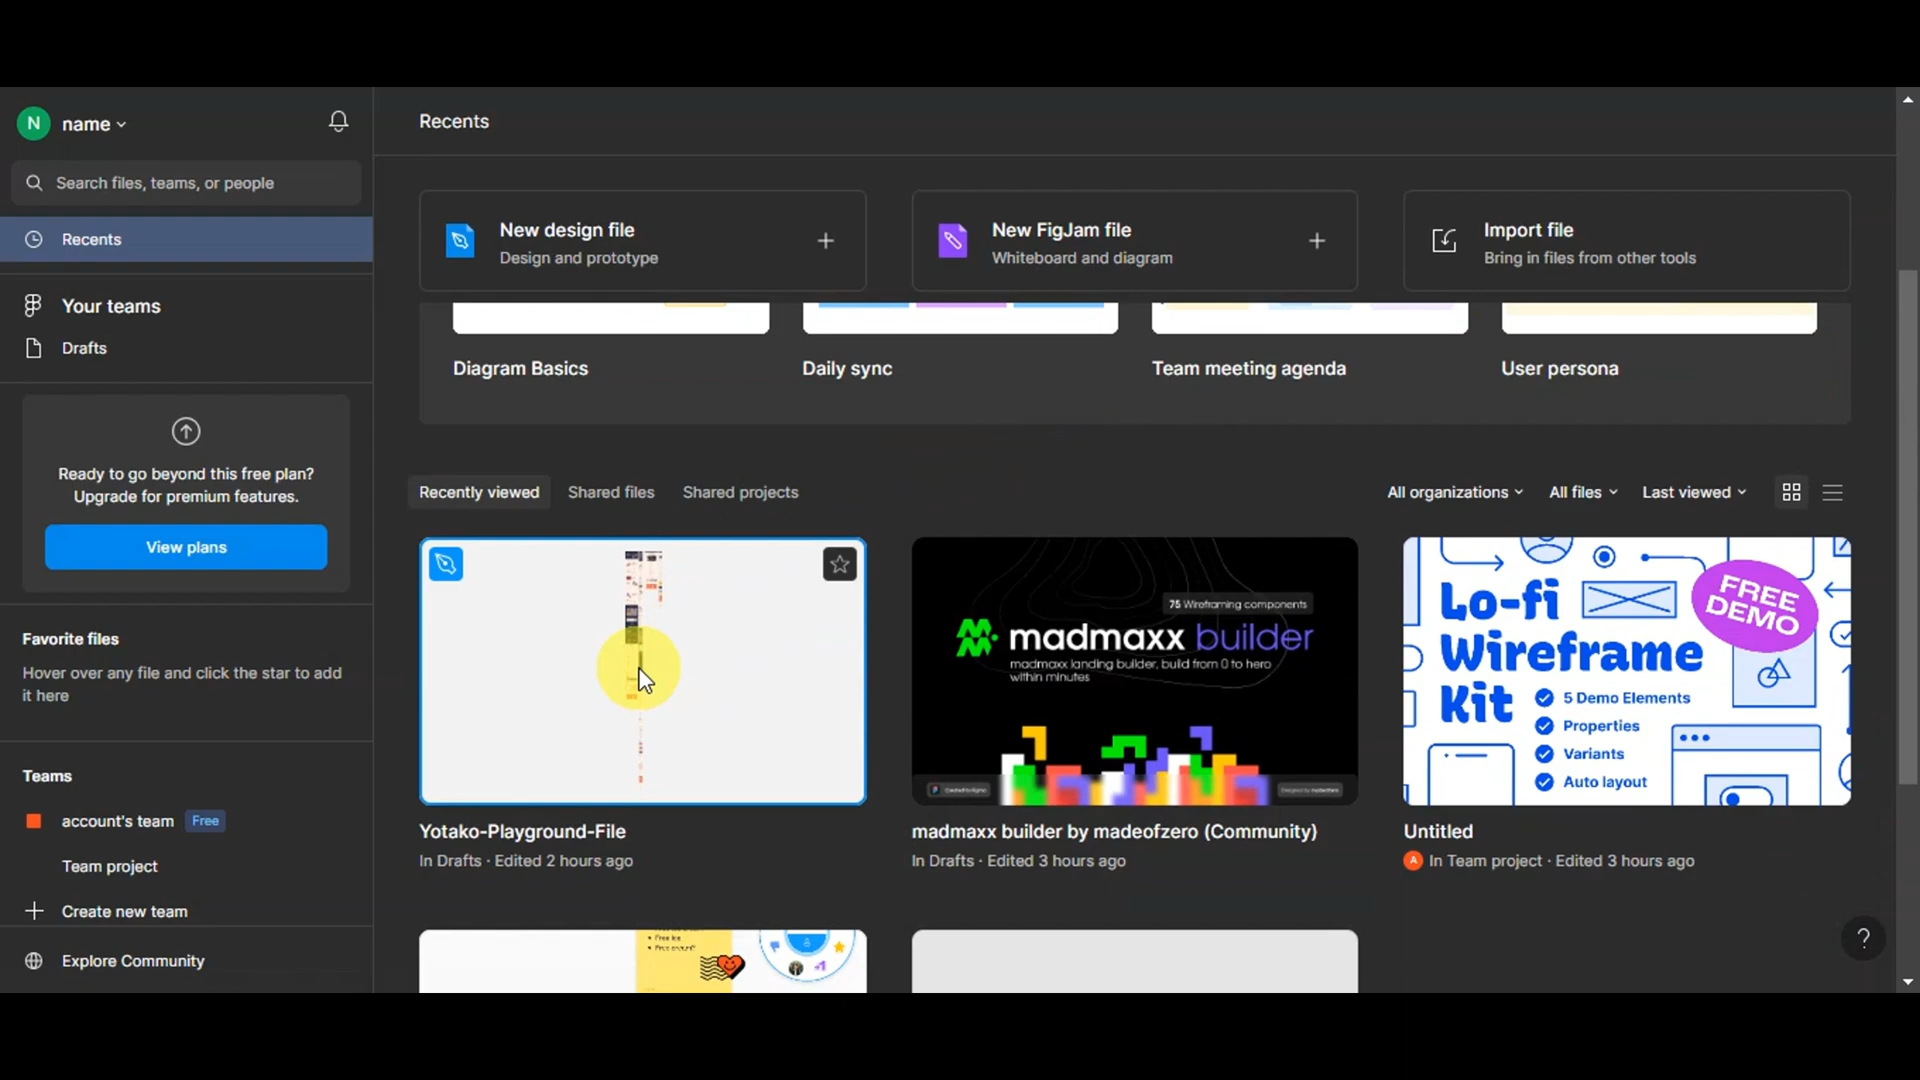 N name
Search files, teams, or people
Recents
Your teams
Drafts
Ready to go beyond this free plan?
Upgrade for premium features.
View plans
Favorite files
Hover over any file and click the star to add
it here
Teams
account's team Free
Team project
Create new team
Explore Community
Recents
New design file
Design and prototype
New FigJam file
Whiteboard and diagram
Import file
Bring in files from other tools
Diagram Basics
Daily sync
Team meeting agenda
User persona
Recently viewed
Shared files
Shared projects
All organizations
All files
Last viewed
75 Wireframing components
madmaxx builder
madmaxx landing builder, build from 0 to hero
within minutes
Lo-fi
Wireframe
Kit
FREE
DEMO
5 Demo Elements
Properties
Variants
Auto layout
Yotako-Playground-File
In Drafts · Edited 2 hours ago
madmaxx builder by madeofzero (Community)
In Drafts · Edited 3 hours ago
Untitled
A In Team project · Edited 3 hours ago
?